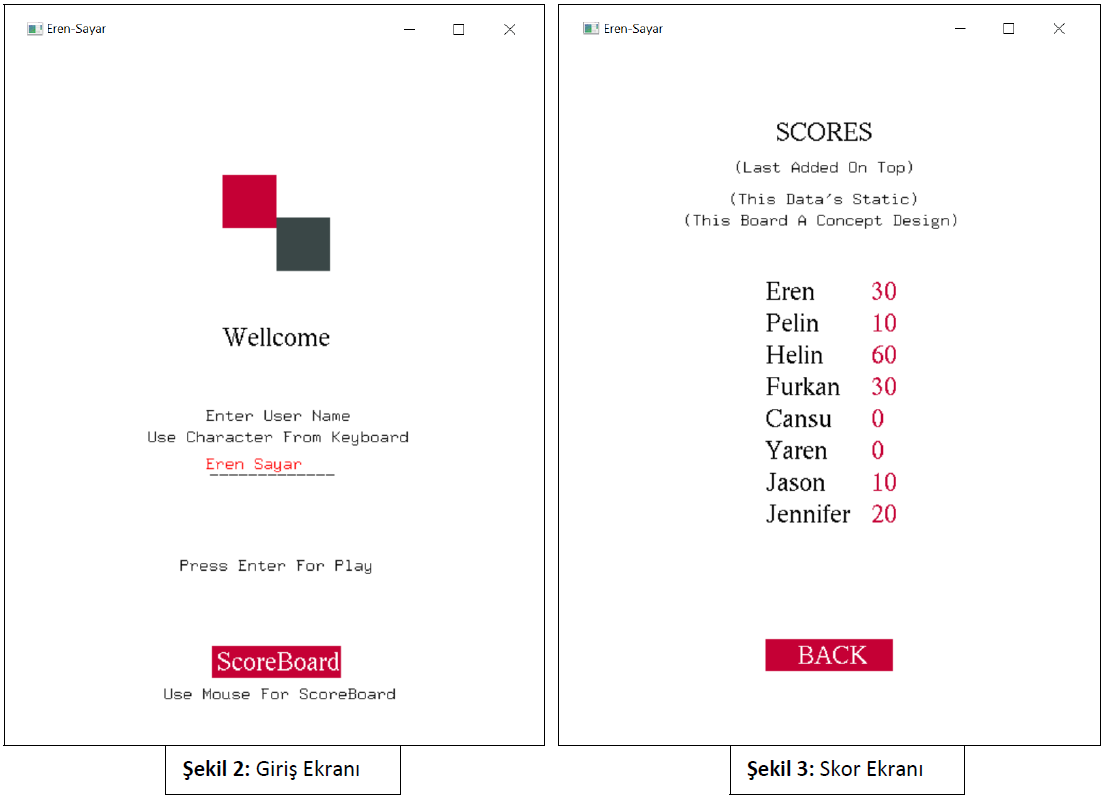 Eren-Sayar
Wellcome
Enter User Name
Use Character From Keyboard
Eren Sayar
_____________
Press Enter For Play
ScoreBoard
Use Mouse For ScoreBoard
Şekil 2: Giriş Ekranı
Eren-Sayar
SCORES
(Last Added On Top)
(This Data's Static)
(This Board A Concept Design)
Eren 30
Pelin 10
Helin 60
Furkan 30
Cansu 0
Yaren 0
Jason 10
Jennifer 20
BACK
Şekil 3: Skor Ekranı